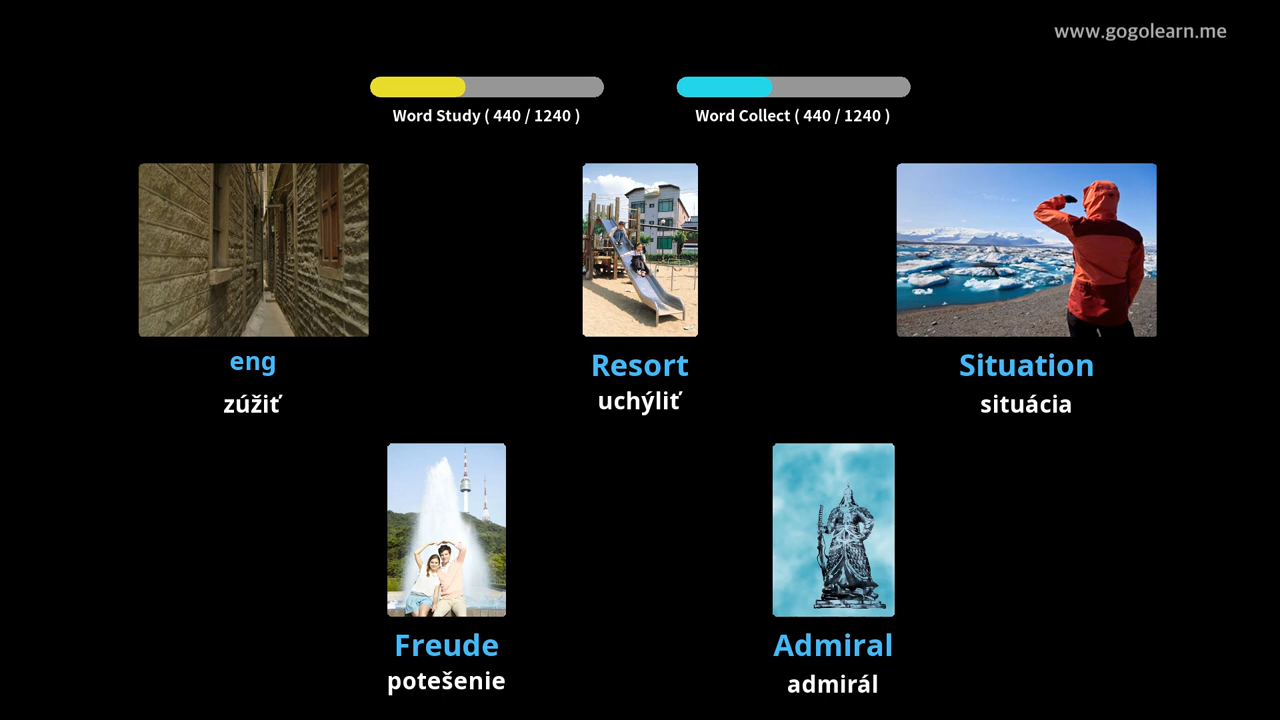 www.gogolearn.me
Word Study ( 440 / 1240 )
Word Collect ( 440 / 1240 )
eng
zúžiť
Resort
uchýliť
Situation
situácia
Freude
potešenie
Admiral
admirál